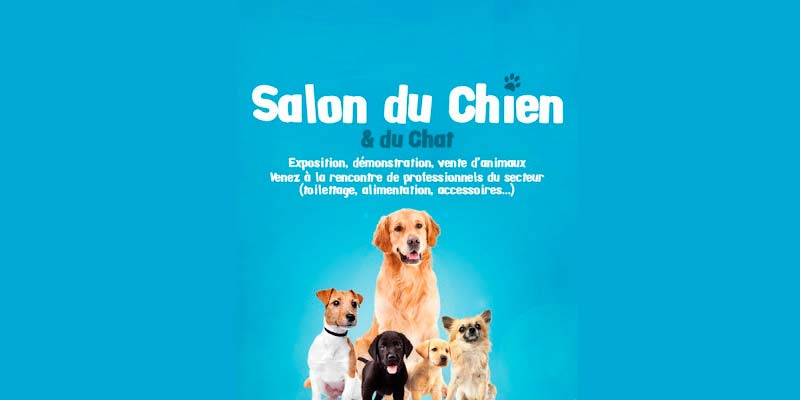 Salon du Chien
& du Chat
Exposition, démonstration, vente d'animaux
Venez à la rencontre de professionnels du secteur
(toilettage, alimentation, accessoires...)